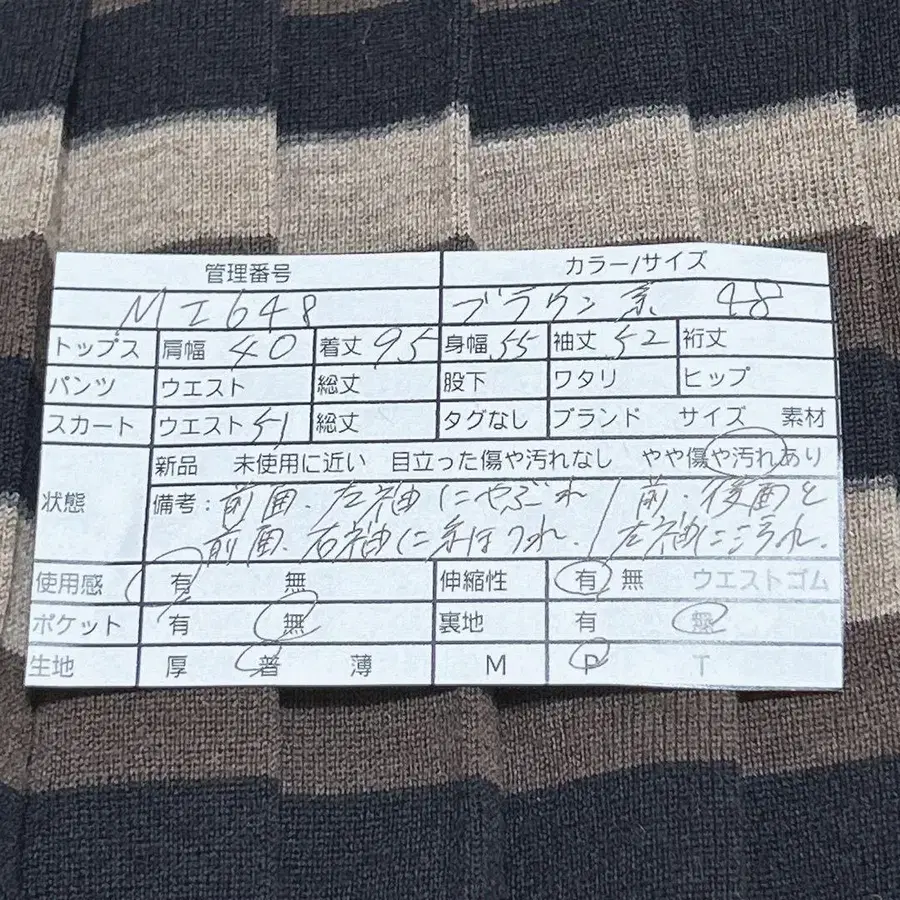 管理番号 カラー/サイズ
MI648 ブラウン系 48
トップス 肩幅 40 着丈 95 身幅 55 袖丈 52 裄丈
パンツ ウエスト 総丈 股下 ワタリ ヒップ
スカート ウエスト 51 総丈 タグなし ブランド サイズ 素材
状態 新品 未使用に近い 目立った傷や汚れなし やや傷や汚れあり
備考:前面、左袖にやぶれ / 前・後面と
前面、右袖に糸ほつれ、/ 左袖に汚れ、
使用感 有 無 伸縮性 有 無 ウエストゴム
ポケット 有 無 裏地 有 無
生地 厚 普 薄 M P T